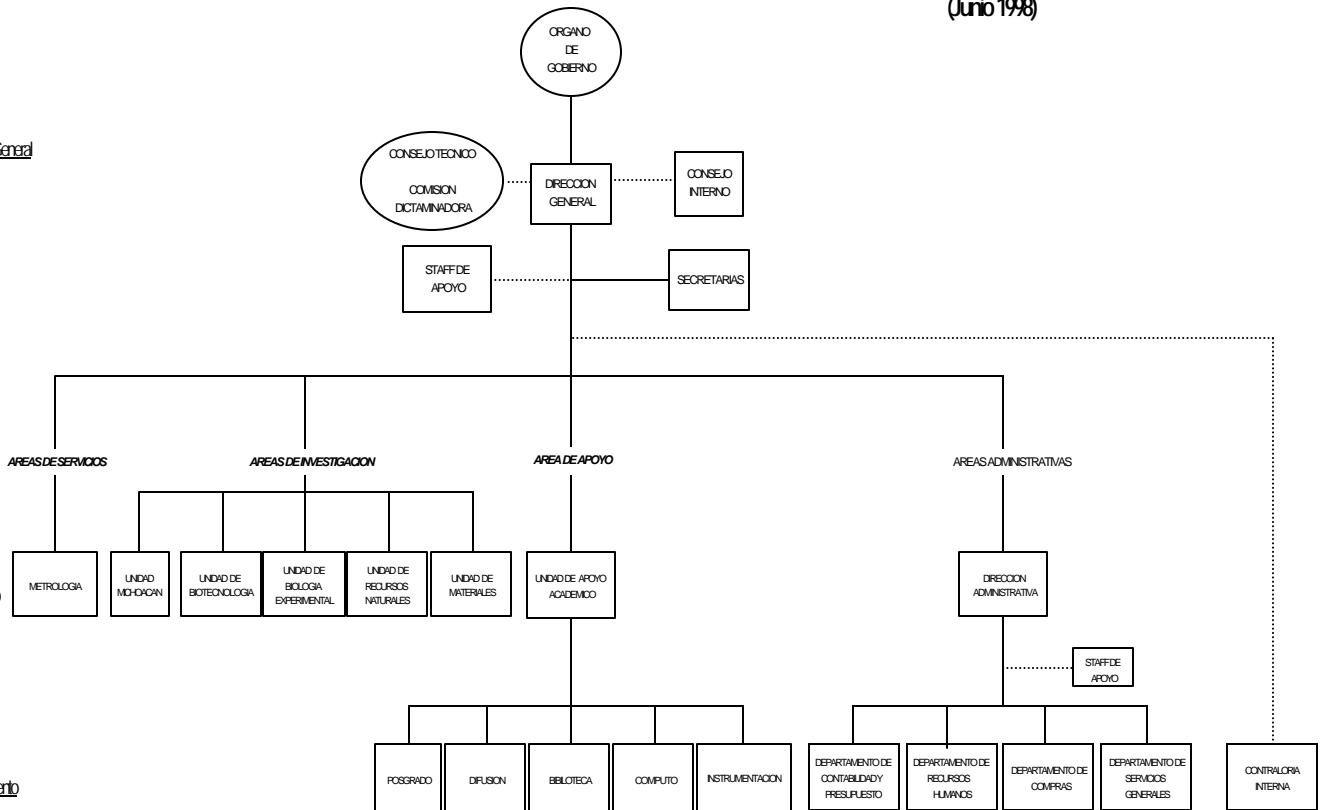 (Junio 1998)
ORGANO
DE
GOBIERNO
General
CONSEJO TECNICO
COMISION
DICTAMINADORA
DIRECCION
GENERAL
CONSEJO
INTERNO
STAFF DE
APOYO
SECRETARIAS
AREAS DE SERVICIOS
AREAS DE INVESTIGACION
AREA DE APOYO
AREAS ADMINISTRATIVAS
METROLOGIA
UNIDAD
MICHOACAN
UNIDAD DE
BIOTECNOLOGIA
UNIDAD DE
BIOLOGIA
EXPERIMENTAL
UNIDAD DE
RECURSOS
NATURALES
UNIDAD DE
MATERIALES
UNIDAD DE APOYO
ACADEMICO
DIRECCION
ADMINISTRATIVA
STAFF DE
APOYO
POSGRADO
DIFUSION
BIBLIOTECA
COMPUTO
INSTRUMENTACION
DEPARTAMENTO DE
CONTABILIDAD Y
PRESUPUESTO
DEPARTAMENTO DE
RECURSOS
HUMANOS
DEPARTAMENTO DE
COMPRAS
DEPARTAMENTO DE
SERVICIOS
GENERALES
CONTRALORIA
INTERNA